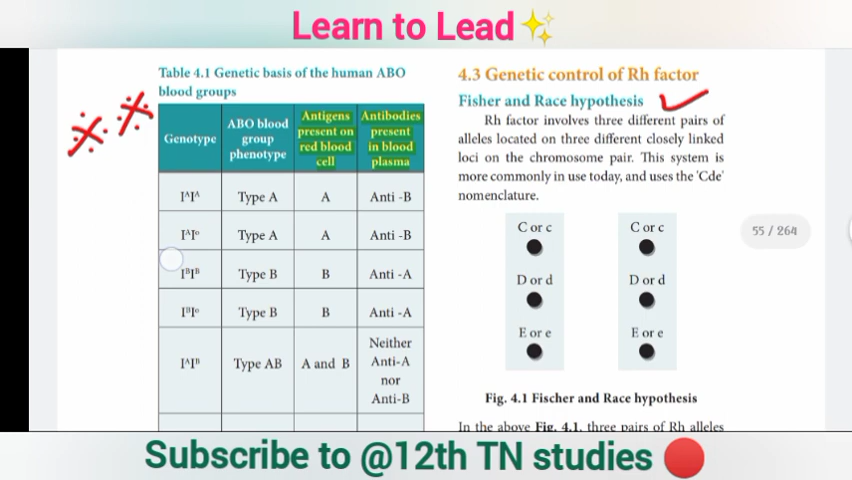 Learn to Lead✨
Table 4.1 Genetic basis of the human ABO
blood groups
Genotype
ABO blood
group
phenotype
Antigens
present on
red blood
cell
Antibodies
present
in blood
plasma
IᴬIᴬ Type A A Anti -B
IᴬIᵒ Type A A Anti -B
IᴮIᴮ Type B B Anti -A
IᴮIᵒ Type B B Anti -A
IᴬIᴮ Type AB A and B
Neither
Anti-A
nor
Anti-B
4.3 Genetic control of Rh factor
Fisher and Race hypothesis
Rh factor involves three different pairs of
alleles located on three different closely linked
loci on the chromosome pair. This system is
more commonly in use today, and uses the 'Cde'
nomenclature.
C or c C or c
D or d D or d
E or e E or e
Fig. 4.1 Fischer and Race hypothesis
In the above Fig. 4.1, three pairs of Rh alleles
55 / 264
Subscribe to @12th TN studies 🔴